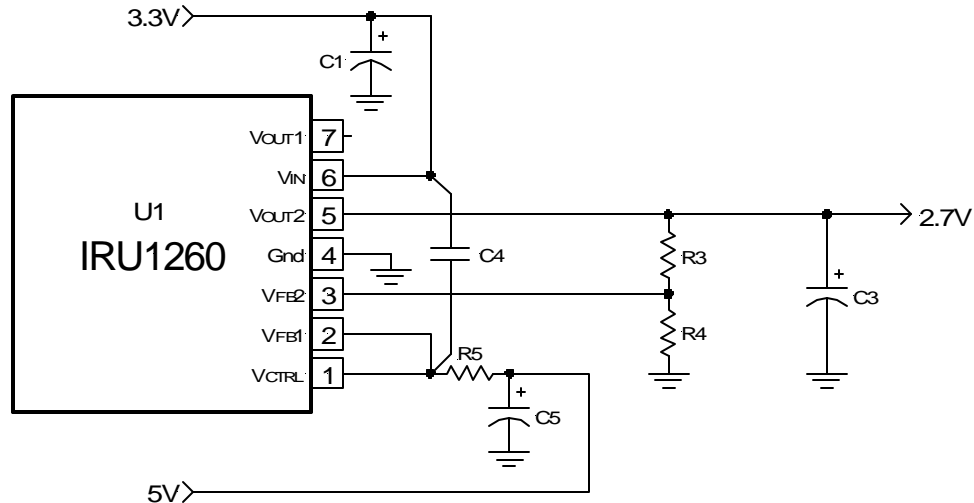 3.3V
C1
+
VOUT1 7
VIN 6
U1
IRU1260
VOUT2 5
2.7V
Gnd 4
C4
R3
+
C3
VFB2 3
VFB1 2
R4
R5
VCTRL 1
+
C5
5V